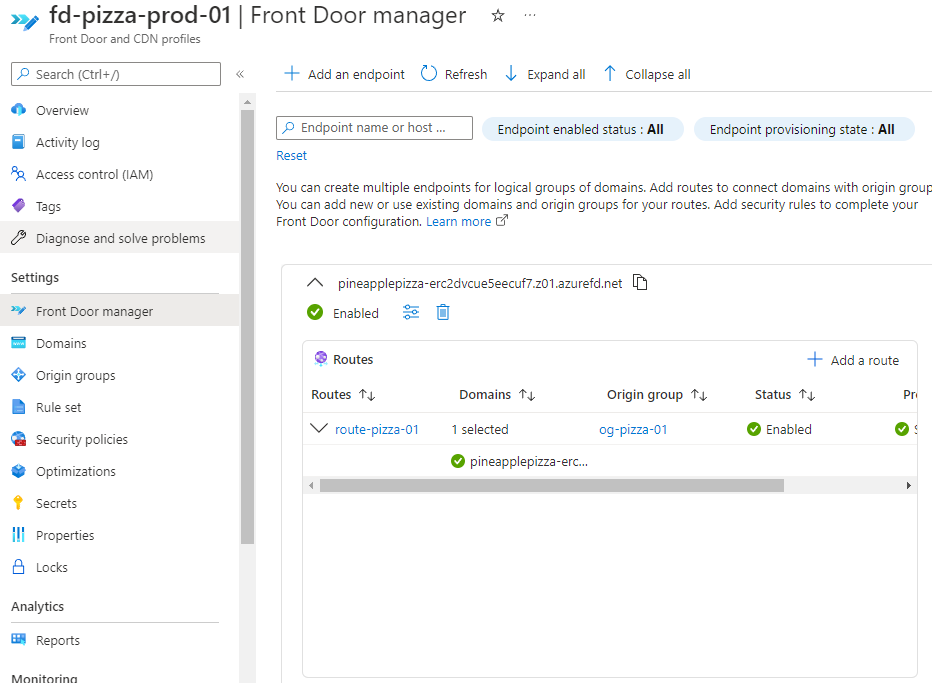 fd-pizza-prod-01 | Front Door manager ☆ ···
Front Door and CDN profiles
Search (Ctrl+/)
«
Overview
Activity log
Access control (IAM)
Tags
Diagnose and solve problems
Settings
Front Door manager
Domains
Origin groups
Rule set
Security policies
Optimizations
Secrets
Properties
Locks
Analytics
Reports
Monitoring
Add an endpoint Refresh Expand all Collapse all
Endpoint name or host ... Endpoint enabled status : All Endpoint provisioning state : All
Reset
You can create multiple endpoints for logical groups of domains. Add routes to connect domains with origin group
You can add new or use existing domains and origin groups for your routes. Add security rules to complete your
Front Door configuration. Learn more
pineapplepizza-erc2dvcue5eecuf7.z01.azurefd.net
Enabled
Routes Add a route
Routes ↑↓ Domains ↑↓ Origin group ↑↓ Status ↑↓
route-pizza-01 1 selected og-pizza-01 Enabled
pineapplepizza-erc...